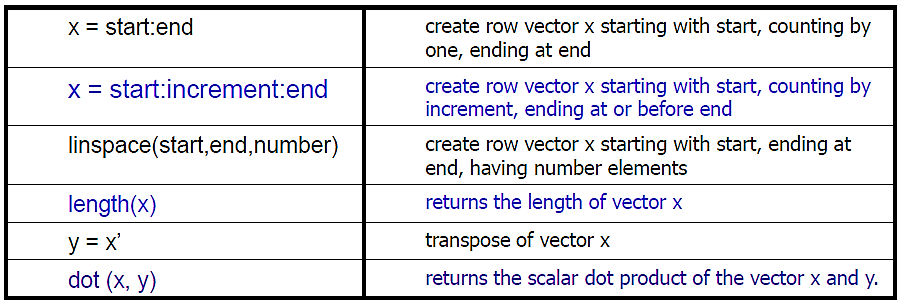 x = start:end
create row vector x starting with start, counting by
one, ending at end
x = start:increment:end
create row vector x starting with start, counting by
increment, ending at or before end
linspace(start,end,number)
create row vector x starting with start, ending at
end, having number elements
length(x)
returns the length of vector x
y = x’
transpose of vector x
dot (x, y)
returns the scalar dot product of the vector x and y.